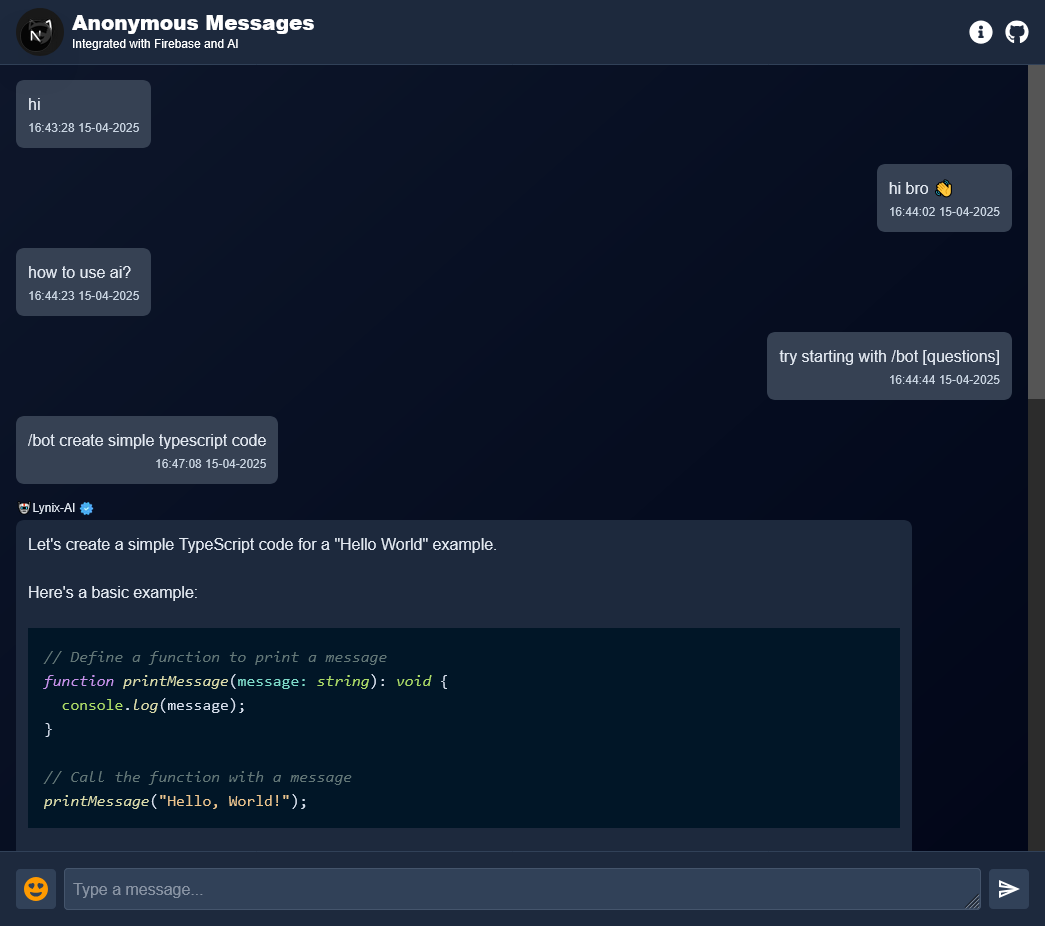 Anonymous Messages
Integrated with Firebase and AI
hi
16:43:28 15-04-2025
hi bro 👋
16:44:02 15-04-2025
how to use ai?
16:44:23 15-04-2025
try starting with /bot [questions]
16:44:44 15-04-2025
/bot create simple typescript code
16:47:08 15-04-2025
Lynix-AI
Let's create a simple TypeScript code for a "Hello World" example.
Here's a basic example:
// Define a function to print a message
function printMessage(message: string): void {
  console.log(message);
}
// Call the function with a message
printMessage("Hello, World!");
Type a message...